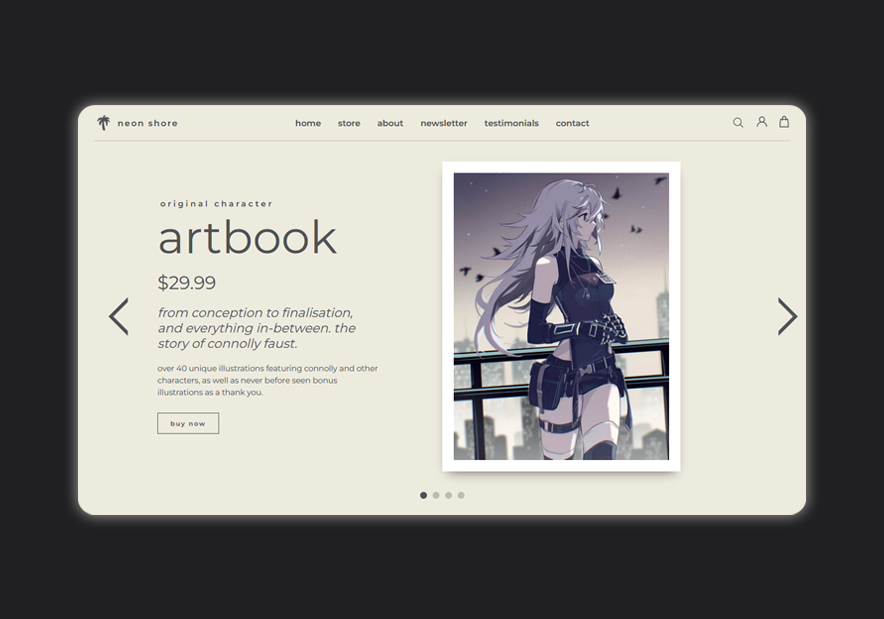 neon shore
home store about newsletter testimonials contact
original character
artbook
$29.99
from conception to finalisation,
and everything in-between. the
story of connolly faust.
over 40 unique illustrations featuring connolly and other
characters, as well as never before seen bonus
illustrations as a thank you.
buy now